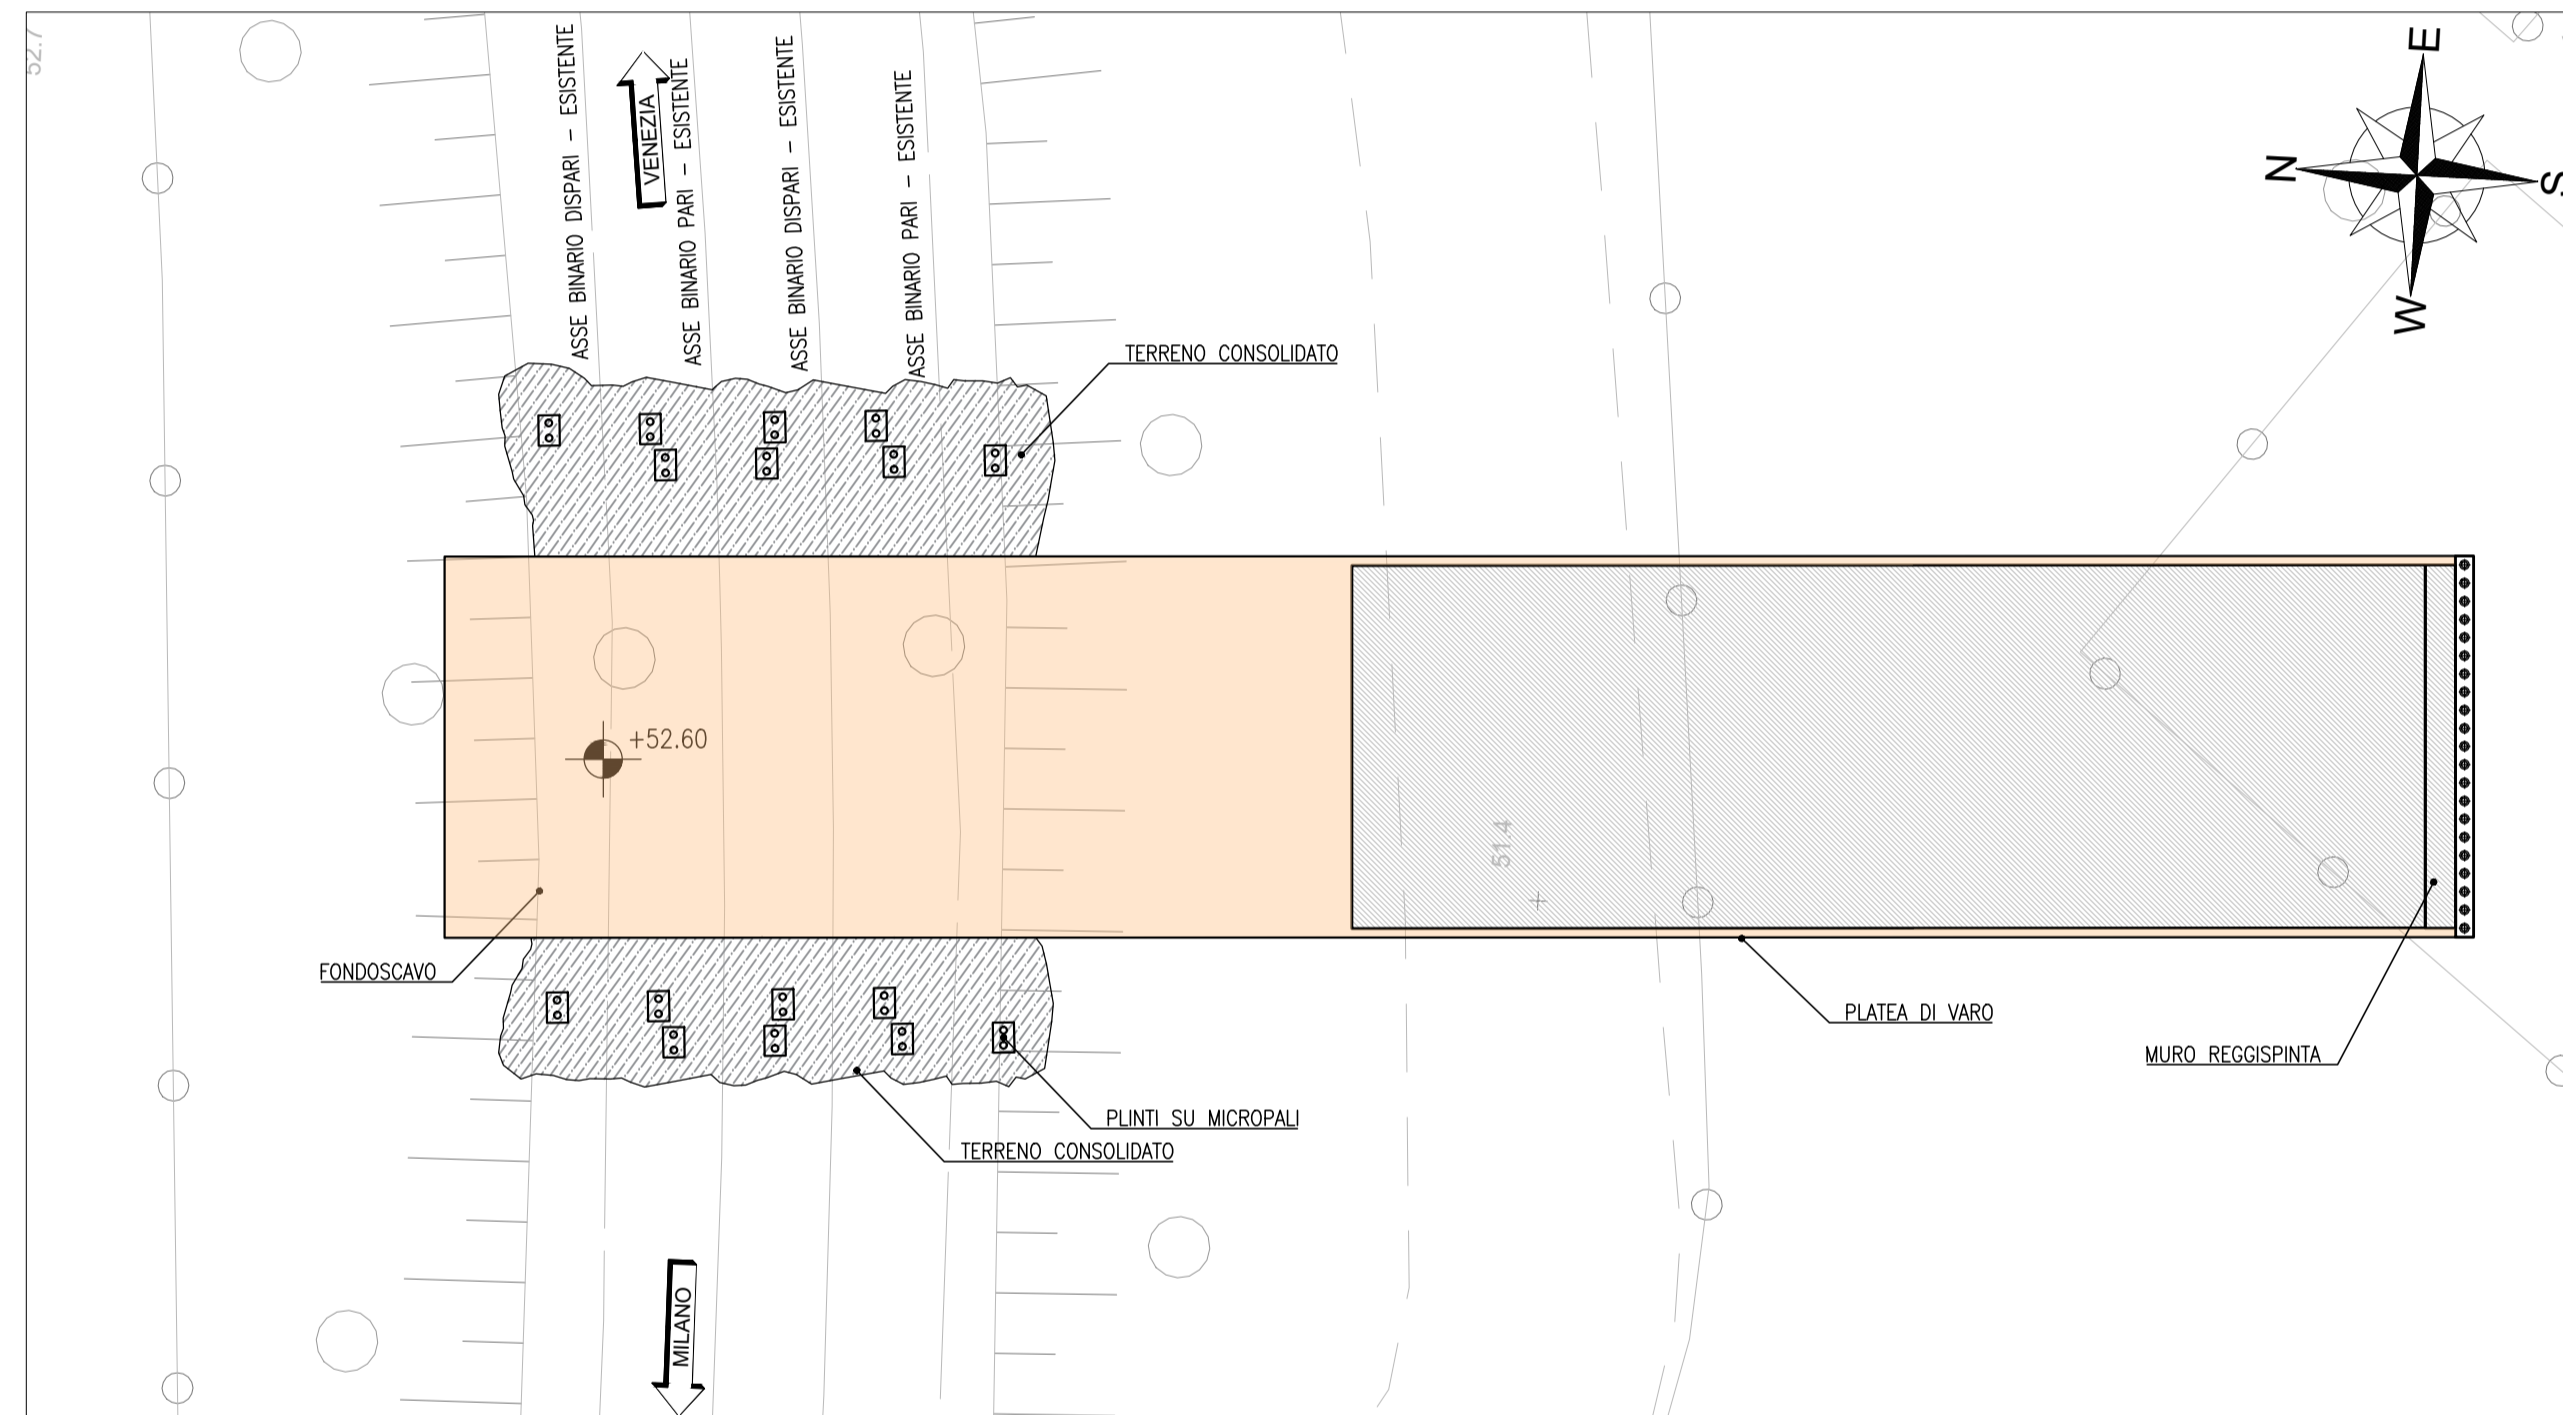 52.7
ASSE BINARIO DISPARI - ESISTENTE
VENEZIA
ASSE BINARIO PARI - ESISTENTE
ASSE BINARIO DISPARI - ESISTENTE
ASSE BINARIO PARI - ESISTENTE
E
N
S
W
TERRENO CONSOLIDATO
+52.60
51.4
FONDOSCAVO
PLATEA DI VARO
MURO REGGISPINTA
PLINTI SU MICROPALI
TERRENO CONSOLIDATO
MILANO